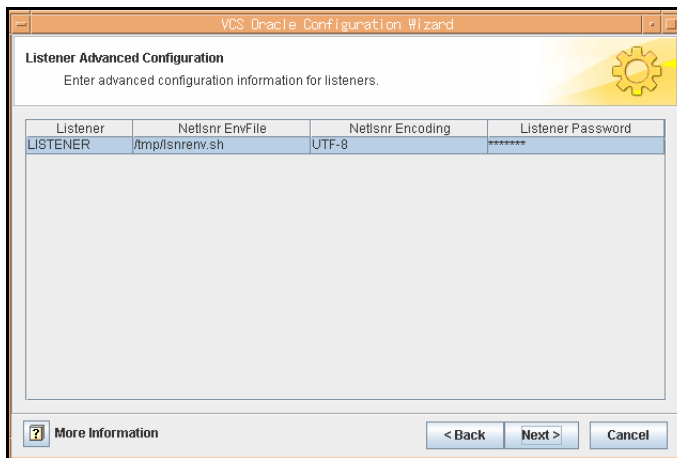 VCS Oracle Configuration Wizard
Listener Advanced Configuration
Enter advanced configuration information for listeners.
Listener Netlsnr EnvFile Netlsnr Encoding Listener Password
LISTENER /tmp/lsnrenv.sh UTF-8 *******
? More Information < Back Next > Cancel